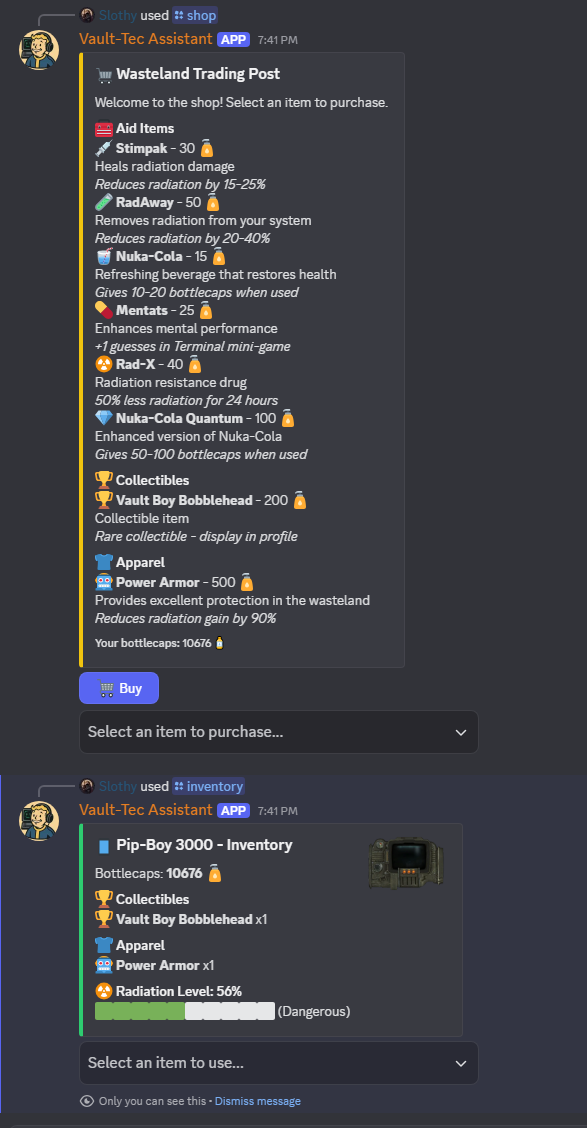 Slothy used shop
Vault-Tec Assistant APP 7:41 PM
Wasteland Trading Post
Welcome to the shop! Select an item to purchase.
Aid Items
Stimpak - 30
Heals radiation damage
Reduces radiation by 15-25%
RadAway - 50
Removes radiation from your system
Reduces radiation by 20-40%
Nuka-Cola - 15
Refreshing beverage that restores health
Gives 10-20 bottlecaps when used
Mentats - 25
Enhances mental performance
+1 guesses in Terminal mini-game
Rad-X - 40
Radiation resistance drug
50% less radiation for 24 hours
Nuka-Cola Quantum - 100
Enhanced version of Nuka-Cola
Gives 50-100 bottlecaps when used
Collectibles
Vault Boy Bobblehead - 200
Collectible item
Rare collectible - display in profile
Apparel
Power Armor - 500
Provides excellent protection in the wasteland
Reduces radiation gain by 90%
Your bottlecaps: 10676
Buy
Select an item to purchase...
Slothy used inventory
Vault-Tec Assistant APP 7:41 PM
Pip-Boy 3000 - Inventory
Bottlecaps: 10676
Collectibles
Vault Boy Bobblehead x1
Apparel
Power Armor x1
Radiation Level: 56%
(Dangerous)
Select an item to use...
Only you can see this • Dismiss message